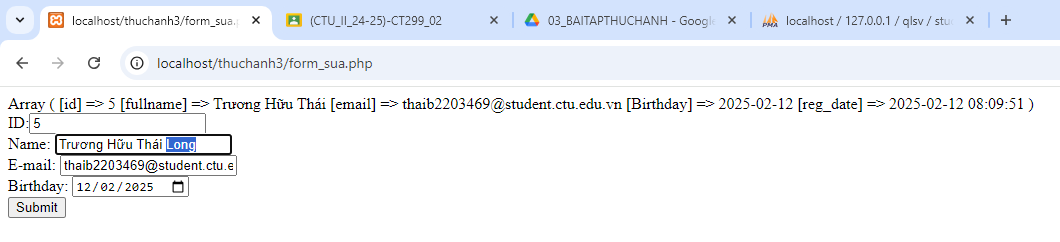 localhost/thuchanh3/form_sua.p
(CTU_II_24-25)-CT299_02
03_BAITAPTHUCHANH - Google
localhost / 127.0.0.1 / qlsv / stu
localhost/thuchanh3/form_sua.php
Array ( [id] => 5 [fullname] => Trương Hữu Thái [email] => thaib2203469@student.ctu.edu.vn [Birthday] => 2025-02-12 [reg_date] => 2025-02-12 08:09:51 )
ID: 5
Name: Trương Hữu Thái Long
E-mail: thaib2203469@student.ctu.e
Birthday: 12/02/2025
Submit